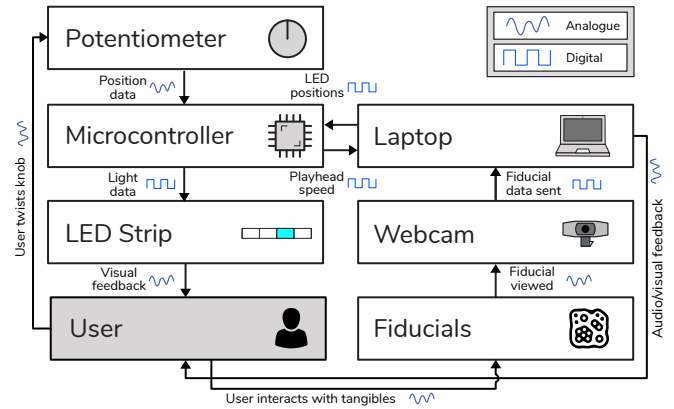 Potentiometer
Analogue
Digital
Position
data
LED
positions
Microcontroller
Laptop
User twists knob
Light
data
Playhead
speed
Fiducial
data sent
LED Strip
Webcam
Audio/visual feedback
Visual
feedback
Fiducial
viewed
User
Fiducials
User interacts with tangibles